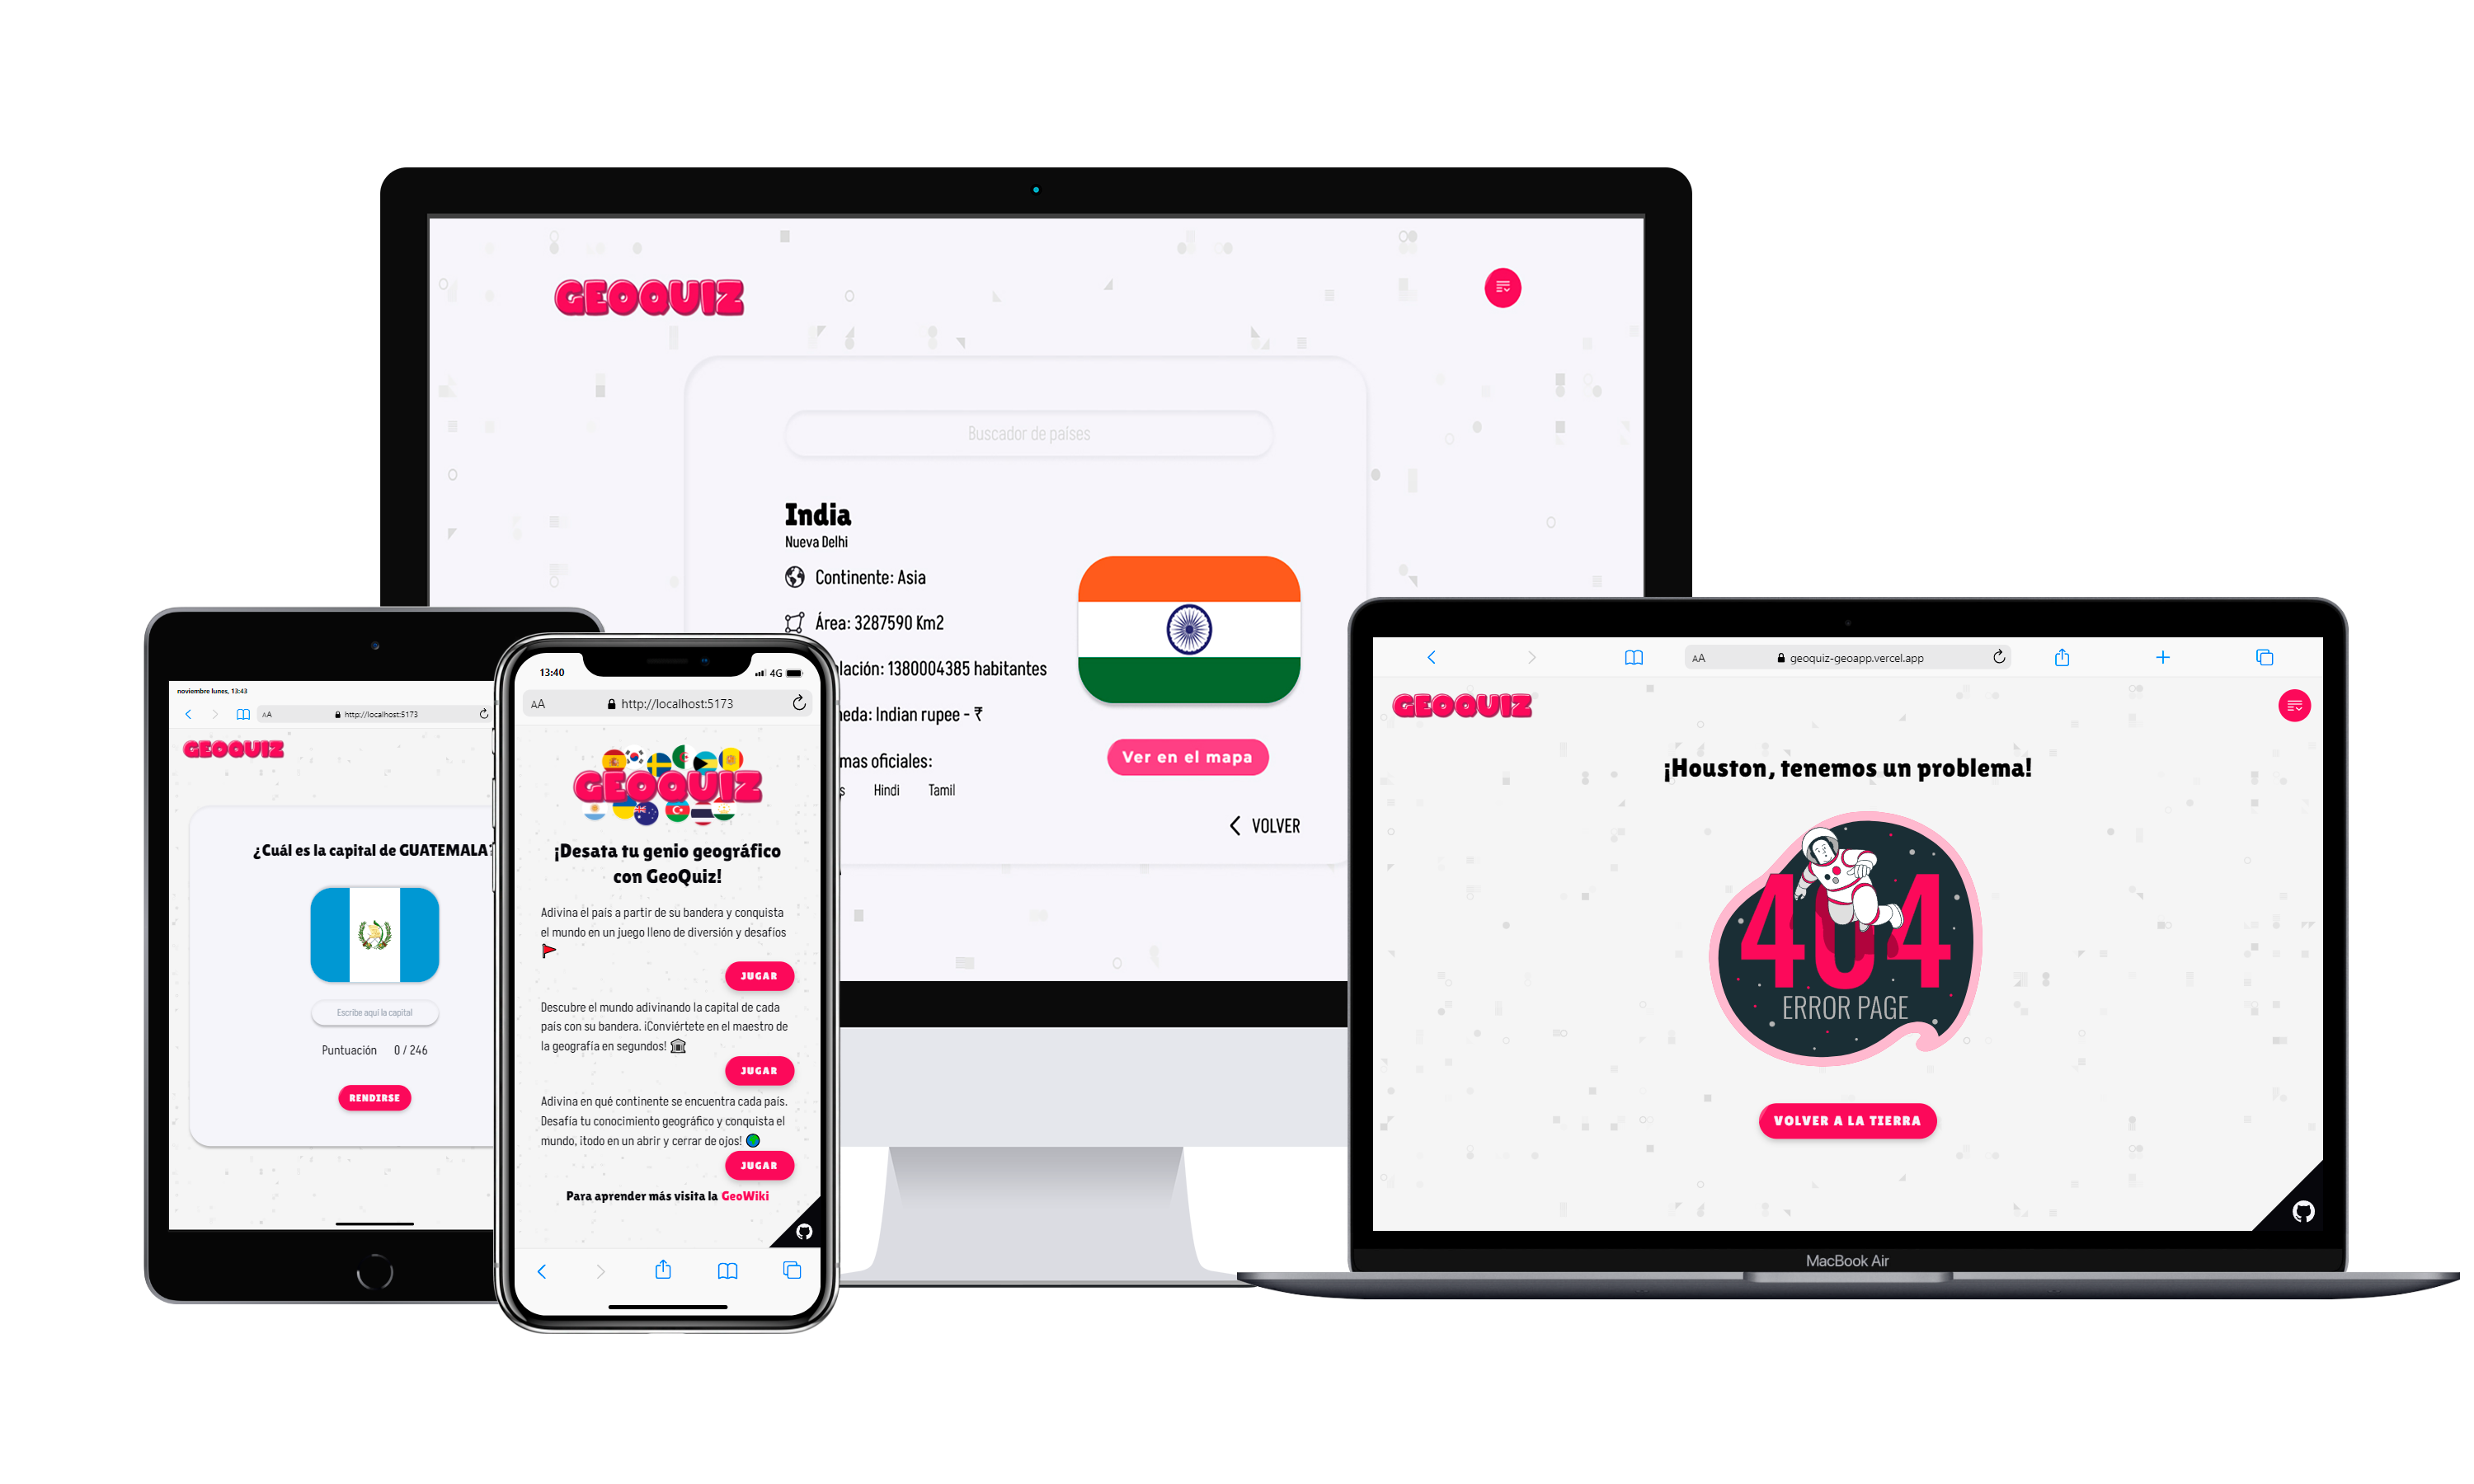 GEOQUIZ
Buscador de países
India
Nueva Delhi
Continente: Asia
Área: 3287590 Km2
lación: 1380004385 habitantes
eda: Indian rupee - ₹
mas oficiales:
s Hindi Tamil
Ver en el mapa
VOLVER
noviembre lunes, 13:43
AA http://localhost:5173
GEOQUIZ
¿Cuál es la capital de GUATEMALA?
Escribe aquí la capital
Puntuación 0 / 246
RENDIRSE
13:40 4G
AA http://localhost:5173
GEOQUIZ
¡Desata tu genio geográfico
con GeoQuiz!
Adivina el país a partir de su bandera y conquista
el mundo en un juego lleno de diversión y desafíos
JUGAR
Descubre el mundo adivinando la capital de cada
país con su bandera. ¡Conviértete en el maestro de
la geografía en segundos!
JUGAR
Adivina en qué continente se encuentra cada país.
Desafía tu conocimiento geográfico y conquista el
mundo, ¡todo en un abrir y cerrar de ojos!
JUGAR
Para aprender más visita la GeoWiki
AA geoquiz-geoapp.vercel.app
GEOQUIZ
¡Houston, tenemos un problema!
404
ERROR PAGE
VOLVER A LA TIERRA
MacBook Air